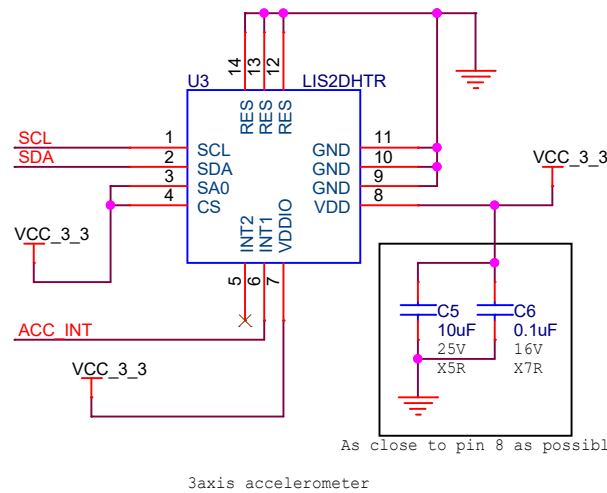 14
13
12
U3
LIS2DHTR
RES
RES
RES
SCL
1
SCL
GND
11
SDA
2
SDA
GND
10
VCC_3_3
3
SA0
GND
9
4
CS
VDD
8
INT2
INT1
VDDIO
VCC_3_3
5
6
7
C5
C6
10uF
0.1uF
ACC_INT
25V
16V
X5R
X7R
VCC_3_3
As close to pin 8 as possibl
3axis accelerometer